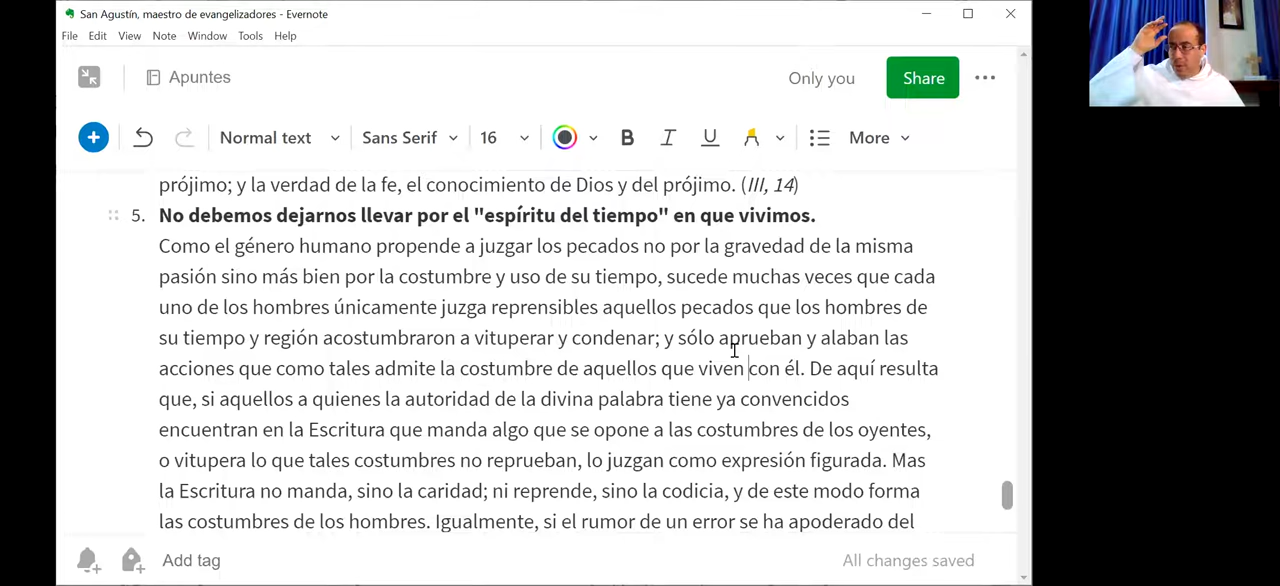 San Agustín, maestro de evangelizadores - Evernote
File Edit View Note Window Tools Help
Apuntes
Only you
Share
Normal text
Sans Serif
16
B I U
More
prójimo; y la verdad de la fe, el conocimiento de Dios y del prójimo. (III, 14)
5. No debemos dejarnos llevar por el "espíritu del tiempo" en que vivimos.
Como el género humano propende a juzgar los pecados no por la gravedad de la misma
pasión sino más bien por la costumbre y uso de su tiempo, sucede muchas veces que cada
uno de los hombres únicamente juzga reprensibles aquellos pecados que los hombres de
su tiempo y región acostumbraron a vituperar y condenar; y sólo aprueban y alaban las
acciones que como tales admite la costumbre de aquellos que viven con él. De aquí resulta
que, si aquellos a quienes la autoridad de la divina palabra tiene ya convencidos
encuentran en la Escritura que manda algo que se opone a las costumbres de los oyentes,
o vitupera lo que tales costumbres no reprueban, lo juzgan como expresión figurada. Mas
la Escritura no manda, sino la caridad; ni reprende, sino la codicia, y de este modo forma
las costumbres de los hombres. Igualmente, si el rumor de un error se ha apoderado del
Add tag
All changes saved